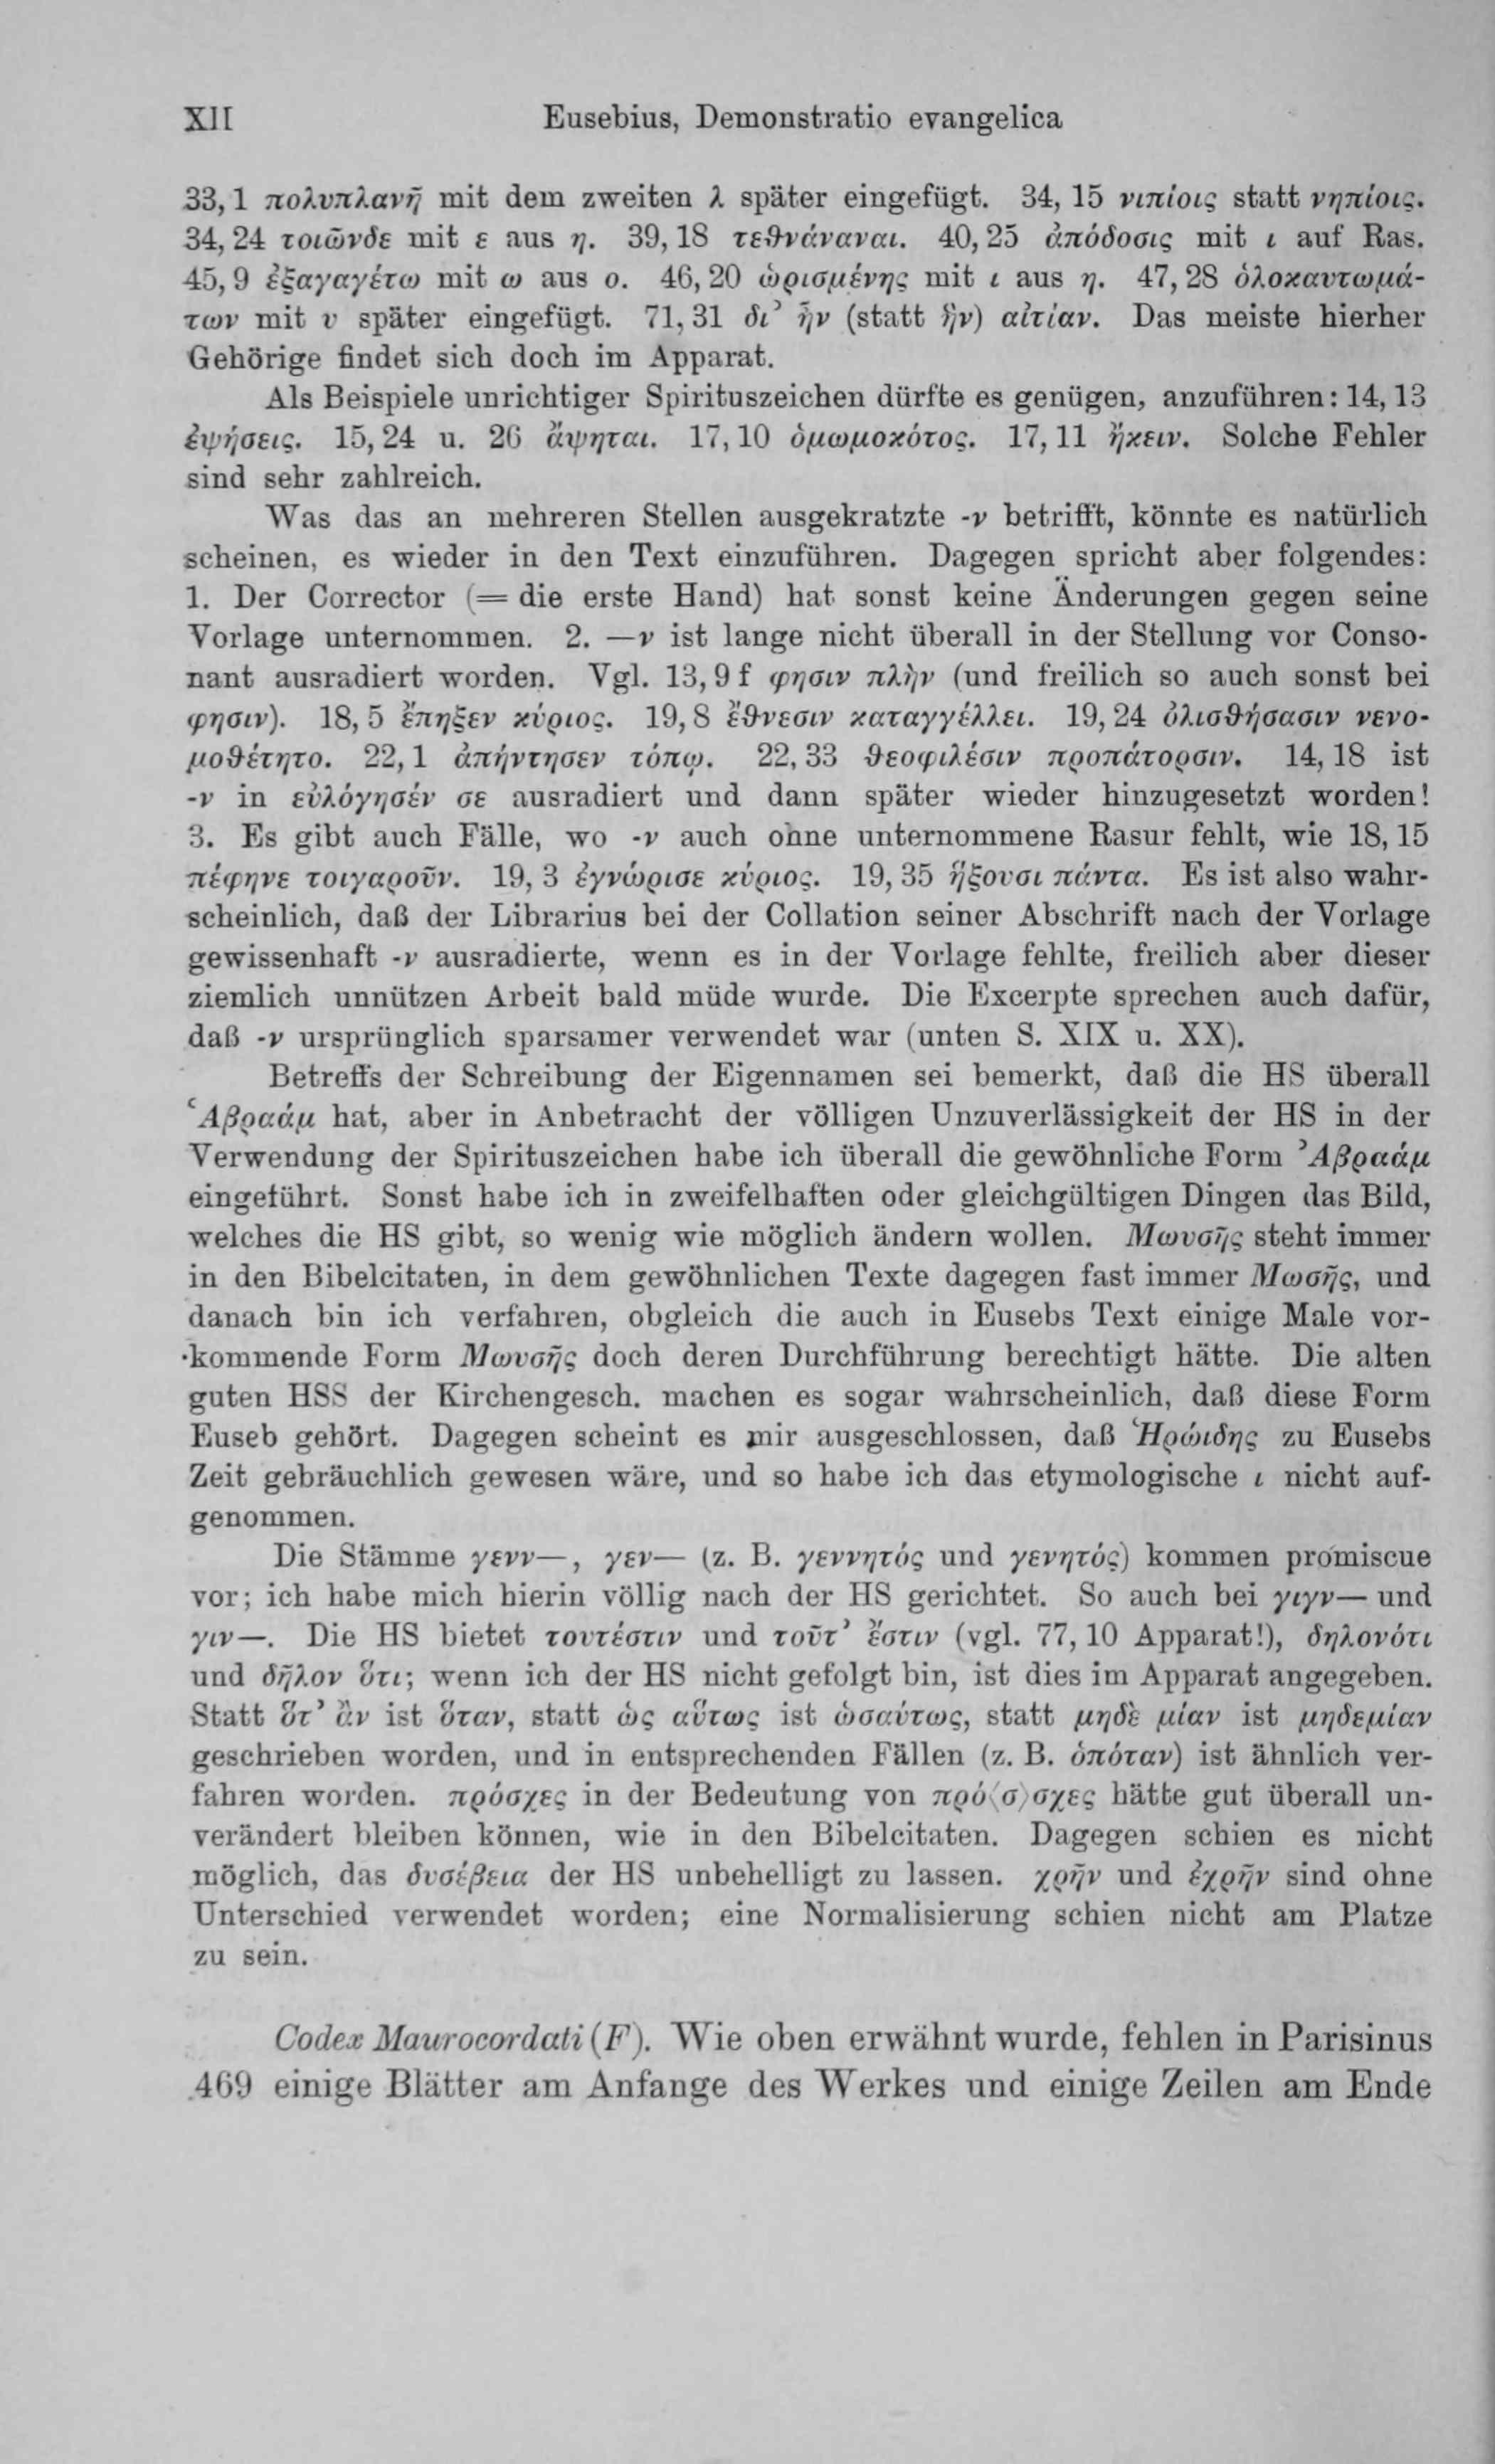 XII Eusebius, Demonstratio evangelica
33,1 πολυπλανῆ mit dem zweiten λ später eingefügt. 34, 15 νιπίοις statt νηπίοις.
34,24 τοιῶνδε mit ε aus η. 39,18 τεθνάναναι. 40,25 ἀπόδοσις mit ι auf Ras.
45,9 ἐξαγαγέτω mit ω aus ο. 46,20 ὡρισμένης mit ι aus η. 47,28 ὁλοκαυτωμά-
των mit υ später eingefügt. 71,31 δι’ ἣν (statt ἥν) αἰτίαν. Das meiste hierher
Gehörige findet sich doch im Apparat.
Als Beispiele unrichtiger Spirituszeichen dürfte es genügen, anzuführen: 14,13
ἐψήσεις. 15,24 u. 26 ἄψηται. 17,10 ὁμωμοκότος. 17,11 ἤκειν. Solche Fehler
sind sehr zahlreich.
Was das an mehreren Stellen ausgekratzte -ν betrifft, könnte es natürlich
scheinen, es wieder in den Text einzuführen. Dagegen spricht aber folgendes:
1. Der Corrector (= die erste Hand) hat sonst keine Änderungen gegen seine
Vorlage unternommen. 2. —ν ist lange nicht überall in der Stellung vor Conso-
nant ausradiert worden. Vgl. 13,9 f φησιν πλὴν (und freilich so auch sonst bei
φησιν). 18,5 ἔπηξεν κύριος. 19,8 ἔθνεσιν καταγγέλλει. 19,24 ὀλισθήσασιν νενο-
μοθέτητο. 22,1 ἀπήντησεν τόπῳ. 22,33 θεοφιλέσιν προπάτορσιν. 14,18 ist
-ν in εὐλόγησέν σε ausradiert und dann später wieder hinzugesetzt worden!
3. Es gibt auch Fälle, wo -ν auch ohne unternommene Rasur fehlt, wie 18,15
πέφηνε τοιγαροῦν. 19,3 ἐγνώρισε κύριος. 19,35 ἥξουσι πάντα. Es ist also wahr-
scheinlich, daß der Librarius bei der Collation seiner Abschrift nach der Vorlage
gewissenhaft -ν ausradierte, wenn es in der Vorlage fehlte, freilich aber dieser
ziemlich unnützen Arbeit bald müde wurde. Die Excerpte sprechen auch dafür,
daß -ν ursprünglich sparsamer verwendet war (unten S. XIX u. XX).
Betreffs der Schreibung der Eigennamen sei bemerkt, daß die HS überall
Ἁβραάμ hat, aber in Anbetracht der völligen Unzuverlässigkeit der HS in der
Verwendung der Spirituszeichen habe ich überall die gewöhnliche Form Ἀβραάμ
eingeführt. Sonst habe ich in zweifelhaften oder gleichgültigen Dingen das Bild,
welches die HS gibt, so wenig wie möglich ändern wollen. Μωυσῆς steht immer
in den Bibelcitaten, in dem gewöhnlichen Texte dagegen fast immer Μωσῆς, und
danach bin ich verfahren, obgleich die auch in Eusebs Text einige Male vor-
kommende Form Μωυσῆς doch deren Durchführung berechtigt hätte. Die alten
guten HSS der Kirchengesch. machen es sogar wahrscheinlich, daß diese Form
Euseb gehört. Dagegen scheint es mir ausgeschlossen, daß Ἡρώιδης zu Eusebs
Zeit gebräuchlich gewesen wäre, und so habe ich das etymologische ι nicht auf-
genommen.
Die Stämme γενν—, γεν— (z. B. γεννητός und γενητός) kommen promiscue
vor; ich habe mich hierin völlig nach der HS gerichtet. So auch bei γιγν— und
γιν—. Die HS bietet τουτέστιν und τοῦτ’ ἔστιν (vgl. 77,10 Apparat!), δηλονότι
und δῆλον ὅτι; wenn ich der HS nicht gefolgt bin, ist dies im Apparat angegeben.
Statt ὅτ’ ἂν ist ὅταν, statt ὡς αὔτως ist ὡσαύτως, statt μηδὲ μίαν ist μηδεμίαν
geschrieben worden, und in entsprechenden Fällen (z. B. ὁπόταν) ist ähnlich ver-
fahren worden. πρόσχες in der Bedeutung von πρό⟨σ⟩σχες hätte gut überall un-
verändert bleiben können, wie in den Bibelcitaten. Dagegen schien es nicht
möglich, das δυσέβεια der HS unbehelligt zu lassen. χρῆν und ἐχρῆν sind ohne
Unterschied verwendet worden; eine Normalisierung schien nicht am Platze
zu sein.
Codex Maurocordati (F). Wie oben erwähnt wurde, fehlen in Parisinus
469 einige Blätter am Anfange des Werkes und einige Zeilen am Ende